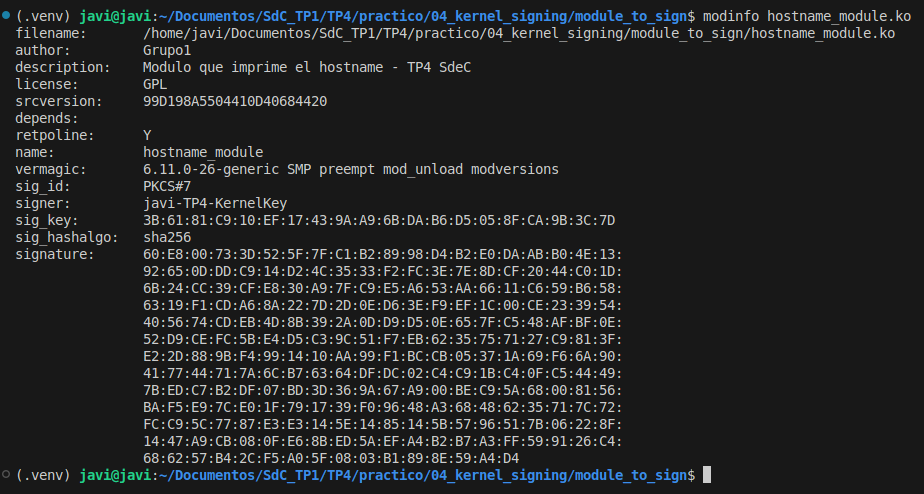 (.venv) javi@javi:~/Documentos/SdC_TP1/TP4/practico/04_kernel_signing/module_to_sign$ modinfo hostname_module.ko
filename:       /home/javi/Documentos/SdC_TP1/TP4/practico/04_kernel_signing/module_to_sign/hostname_module.ko
author:         Grupo1
description:    Modulo que imprime el hostname - TP4 SdeC
license:        GPL
srcversion:     99D198A5504410D40684420
depends:
retpoline:      Y
name:           hostname_module
vermagic:       6.11.0-26-generic SMP preempt mod_unload modversions
sig_id:         PKCS#7
signer:         javi-TP4-KernelKey
sig_key:        3B:61:81:C9:10:EF:17:43:9A:A9:6B:DA:B6:D5:05:8F:CA:9B:3C:7D
sig_hashalgo:   sha256
signature:      60:E8:00:73:3D:52:5F:7F:C1:B2:89:98:D4:B2:E0:DA:AB:B0:4E:13:
                92:65:0D:DD:C9:14:D2:4C:35:33:F2:FC:3E:7E:8D:CF:20:44:C0:1D:
                6B:24:CC:39:CF:E8:30:A9:7F:C9:E5:A6:53:AA:66:11:C6:59:B6:58:
                63:19:F1:CD:A6:8A:22:7D:2D:0E:D6:3E:F9:EF:1C:00:CE:23:39:54:
                40:56:74:CD:EB:4D:8B:39:2A:0D:D9:D5:0E:65:7F:C5:48:AF:BF:0E:
                52:D9:CE:FC:5B:E4:D5:C3:9C:51:F7:EB:62:35:75:71:27:C9:81:3F:
                E2:2D:88:9B:F4:99:14:10:AA:99:F1:BC:CB:05:37:1A:69:F6:6A:90:
                41:77:44:71:7A:6C:B7:63:64:DF:DC:02:C4:C9:1B:C4:0F:C5:44:49:
                7B:ED:C7:B2:DF:07:BD:3D:36:9A:67:A9:00:BE:C9:5A:68:00:81:56:
                BA:F5:E9:7C:E0:1F:79:17:39:F0:96:48:A3:68:48:62:35:71:7C:72:
                FC:C9:5C:77:87:E3:E3:14:5E:14:85:14:5B:57:96:51:7B:06:22:8F:
                14:47:A9:CB:08:0F:E6:8B:ED:5A:EF:A4:B2:B7:A3:FF:59:91:26:C4:
                68:62:57:B4:2C:F5:A0:5F:08:03:B1:89:8E:59:A4:D4
(.venv) javi@javi:~/Documentos/SdC_TP1/TP4/practico/04_kernel_signing/module_to_sign$